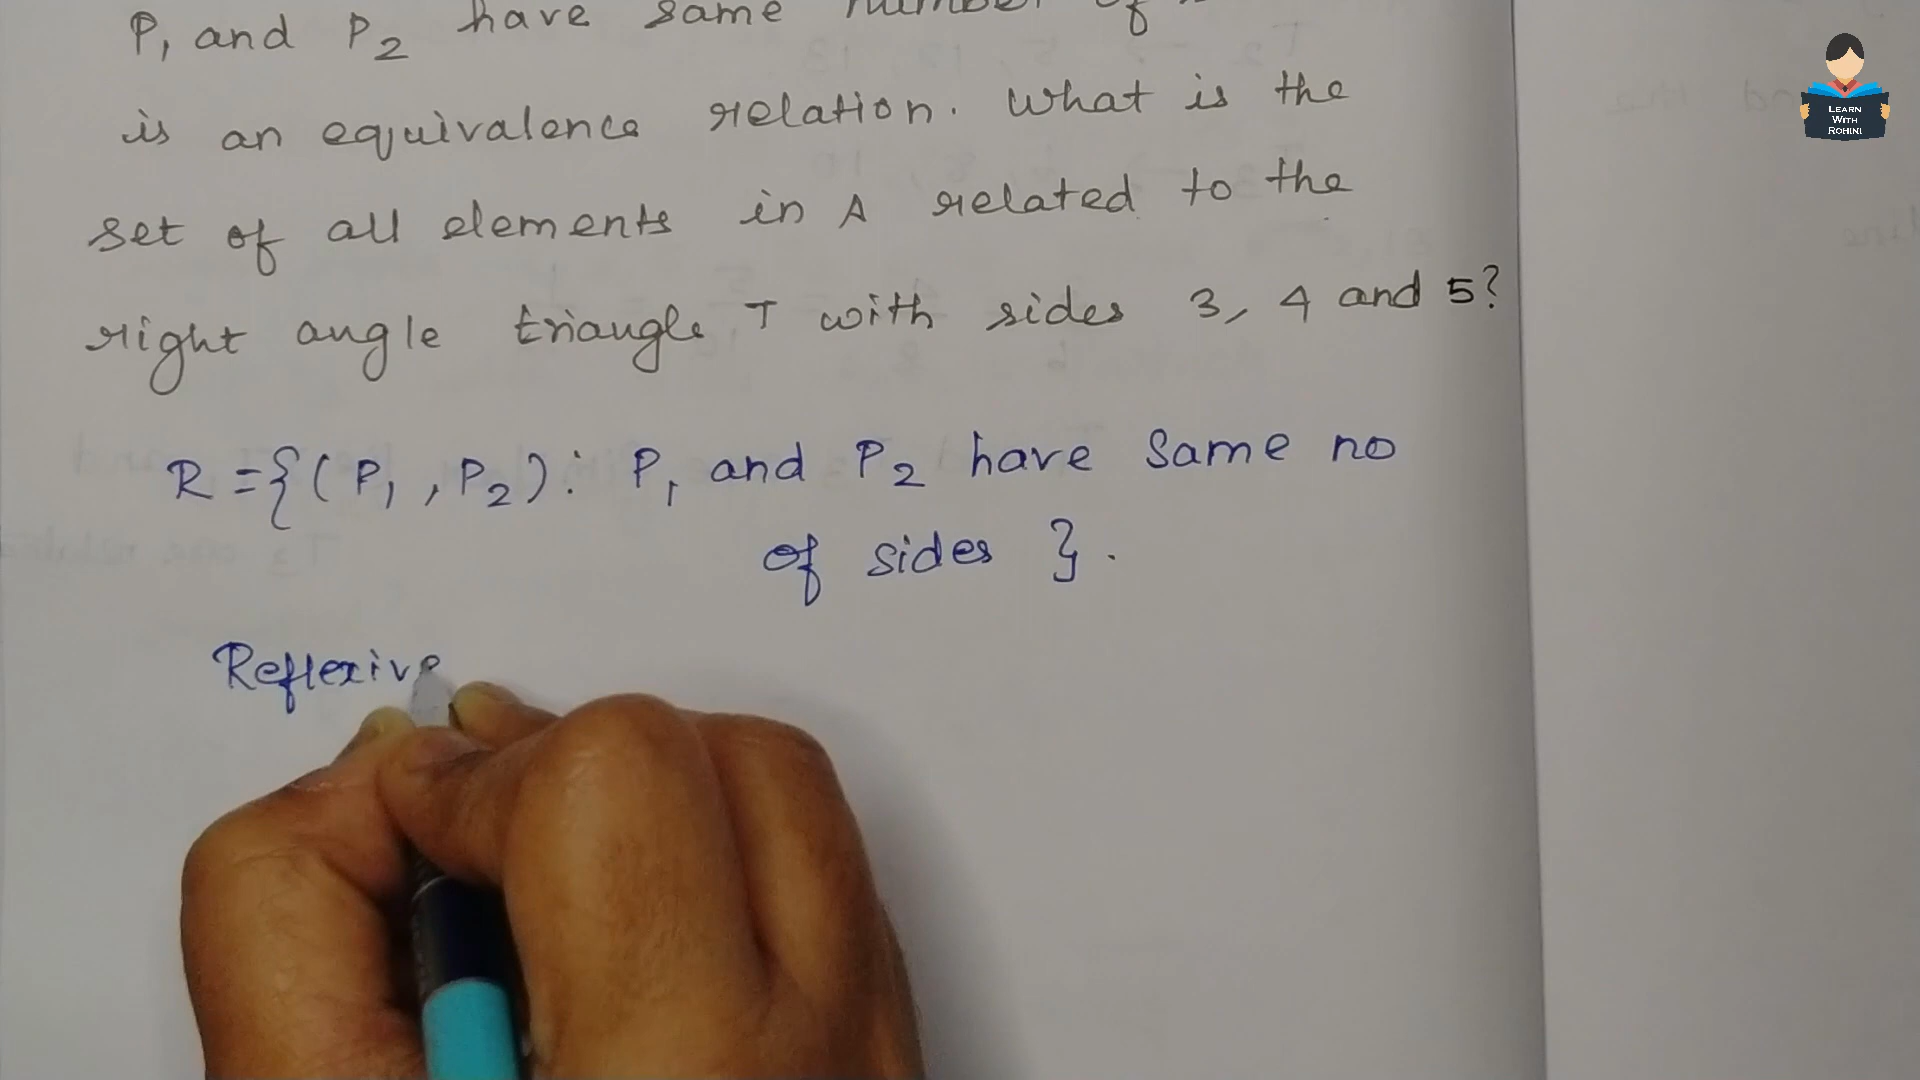 P1 and P2 have same number of
is an equivalence relation. What is the
set of all elements in A related to the
right angle triangle T with sides 3, 4 and 5?
R = {(P1, P2): P1 and P2 have same no
of sides }.
Reflexive
LEARN
WITH
ROHINI